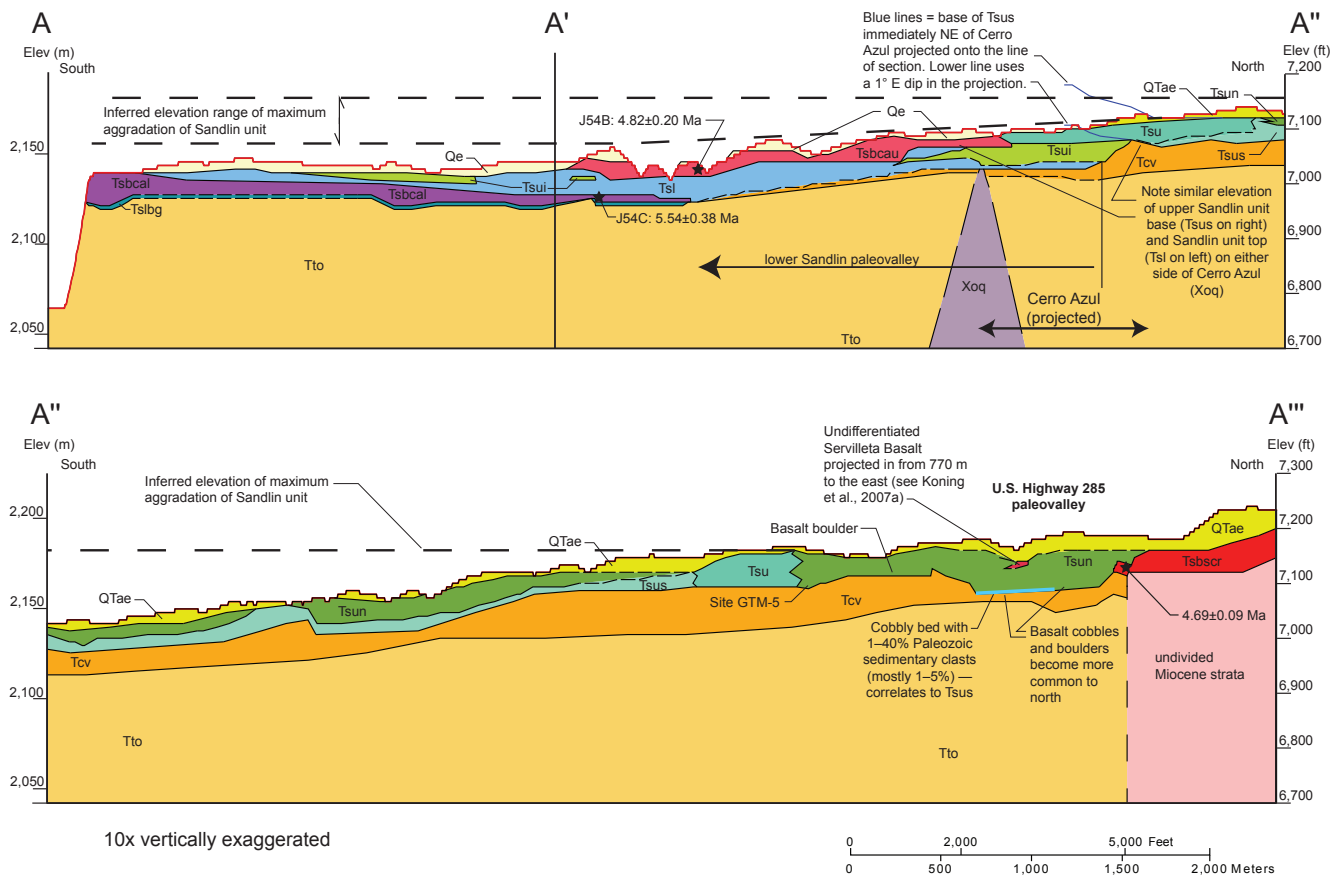 A
A'
A"
Elev (m)
South
Elev (ft)
North
Blue lines = base of Tsus
immediately NE of Cerro
Azul projected onto the line
of section. Lower line uses
a 1° E dip in the projection.
7,200
QTae
Tsun
Inferred elevation range of maximum
aggradation of Sandlin unit
J54B: 4.82±0.20 Ma
Qe
Tsu
7,100
2,150
Qe
Tsbcau
Tsui
Tcv
Tsus
Tsbcal
Tsbcal
Tsui
Tsl
7,000
Tslbg
J54C: 5.54±0.38 Ma
Note similar elevation
of upper Sandlin unit
base (Tsus on right)
and Sandlin unit top
(Tsl on left) on either
side of Cerro Azul
(Xoq)
2,100
6,900
Tto
lower Sandlin paleovalley
Xoq
6,800
Cerro Azul
(projected)
2,050
Tto
6,700
A"
A'''
Elev (m)
South
Elev (ft)
North
Undifferentiated
Servilleta Basalt
projected in from 770 m
to the east (see Koning
et al., 2007a)
7,300
Inferred elevation of maximum
aggradation of Sandlin unit
U.S. Highway 285
paleovalley
2,200
QTae
Basalt boulder
QTae
7,200
Tsu
Tsun
Tsbscr
QTae
Tsun
Tsus
Site GTM-5
Tcv
7,100
2,150
4.69±0.09 Ma
Tcv
Cobbly bed with
1–40% Paleozoic
sedimentary clasts
(mostly 1–5%) —
correlates to Tsus
Basalt cobbles
and boulders
become more
common to
north
7,000
undivided
Miocene strata
2,100
6,900
Tto
Tto
6,800
2,050
6,700
10x vertically exaggerated
0 2,000 5,000 Feet
0 500 1,000 1,500 2,000 Meters